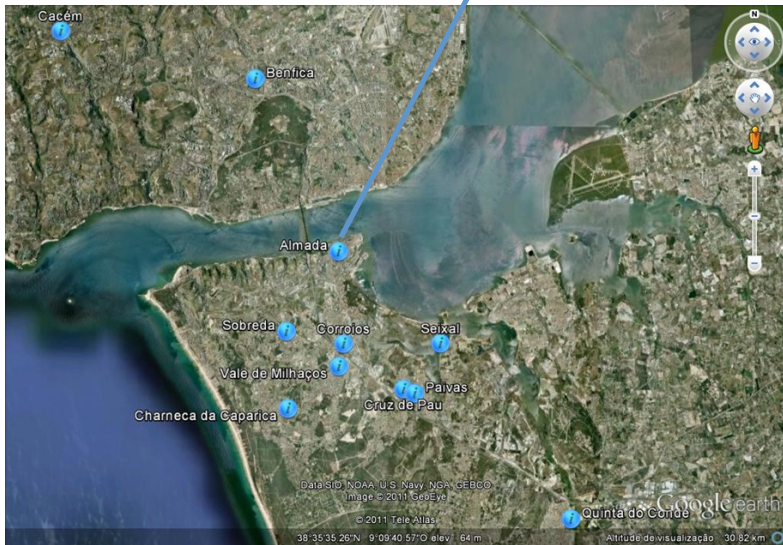 Cacém
N
Benfica
Almada
Sobreda
Corroios
Seixal
Vale de Milhaços
Paivas
Cruz de Pau
Charneca da Caparica
Data SIO, NOAA, U.S. Navy, NGA, GEBCO
Image © 2011 GeoEye
© 2011 Tele Atlas
Google earth
Quinta do Conde
38°35'35.26"N 9°09'40.57"O elev 64 m
Altitude de visualização 30.82 km